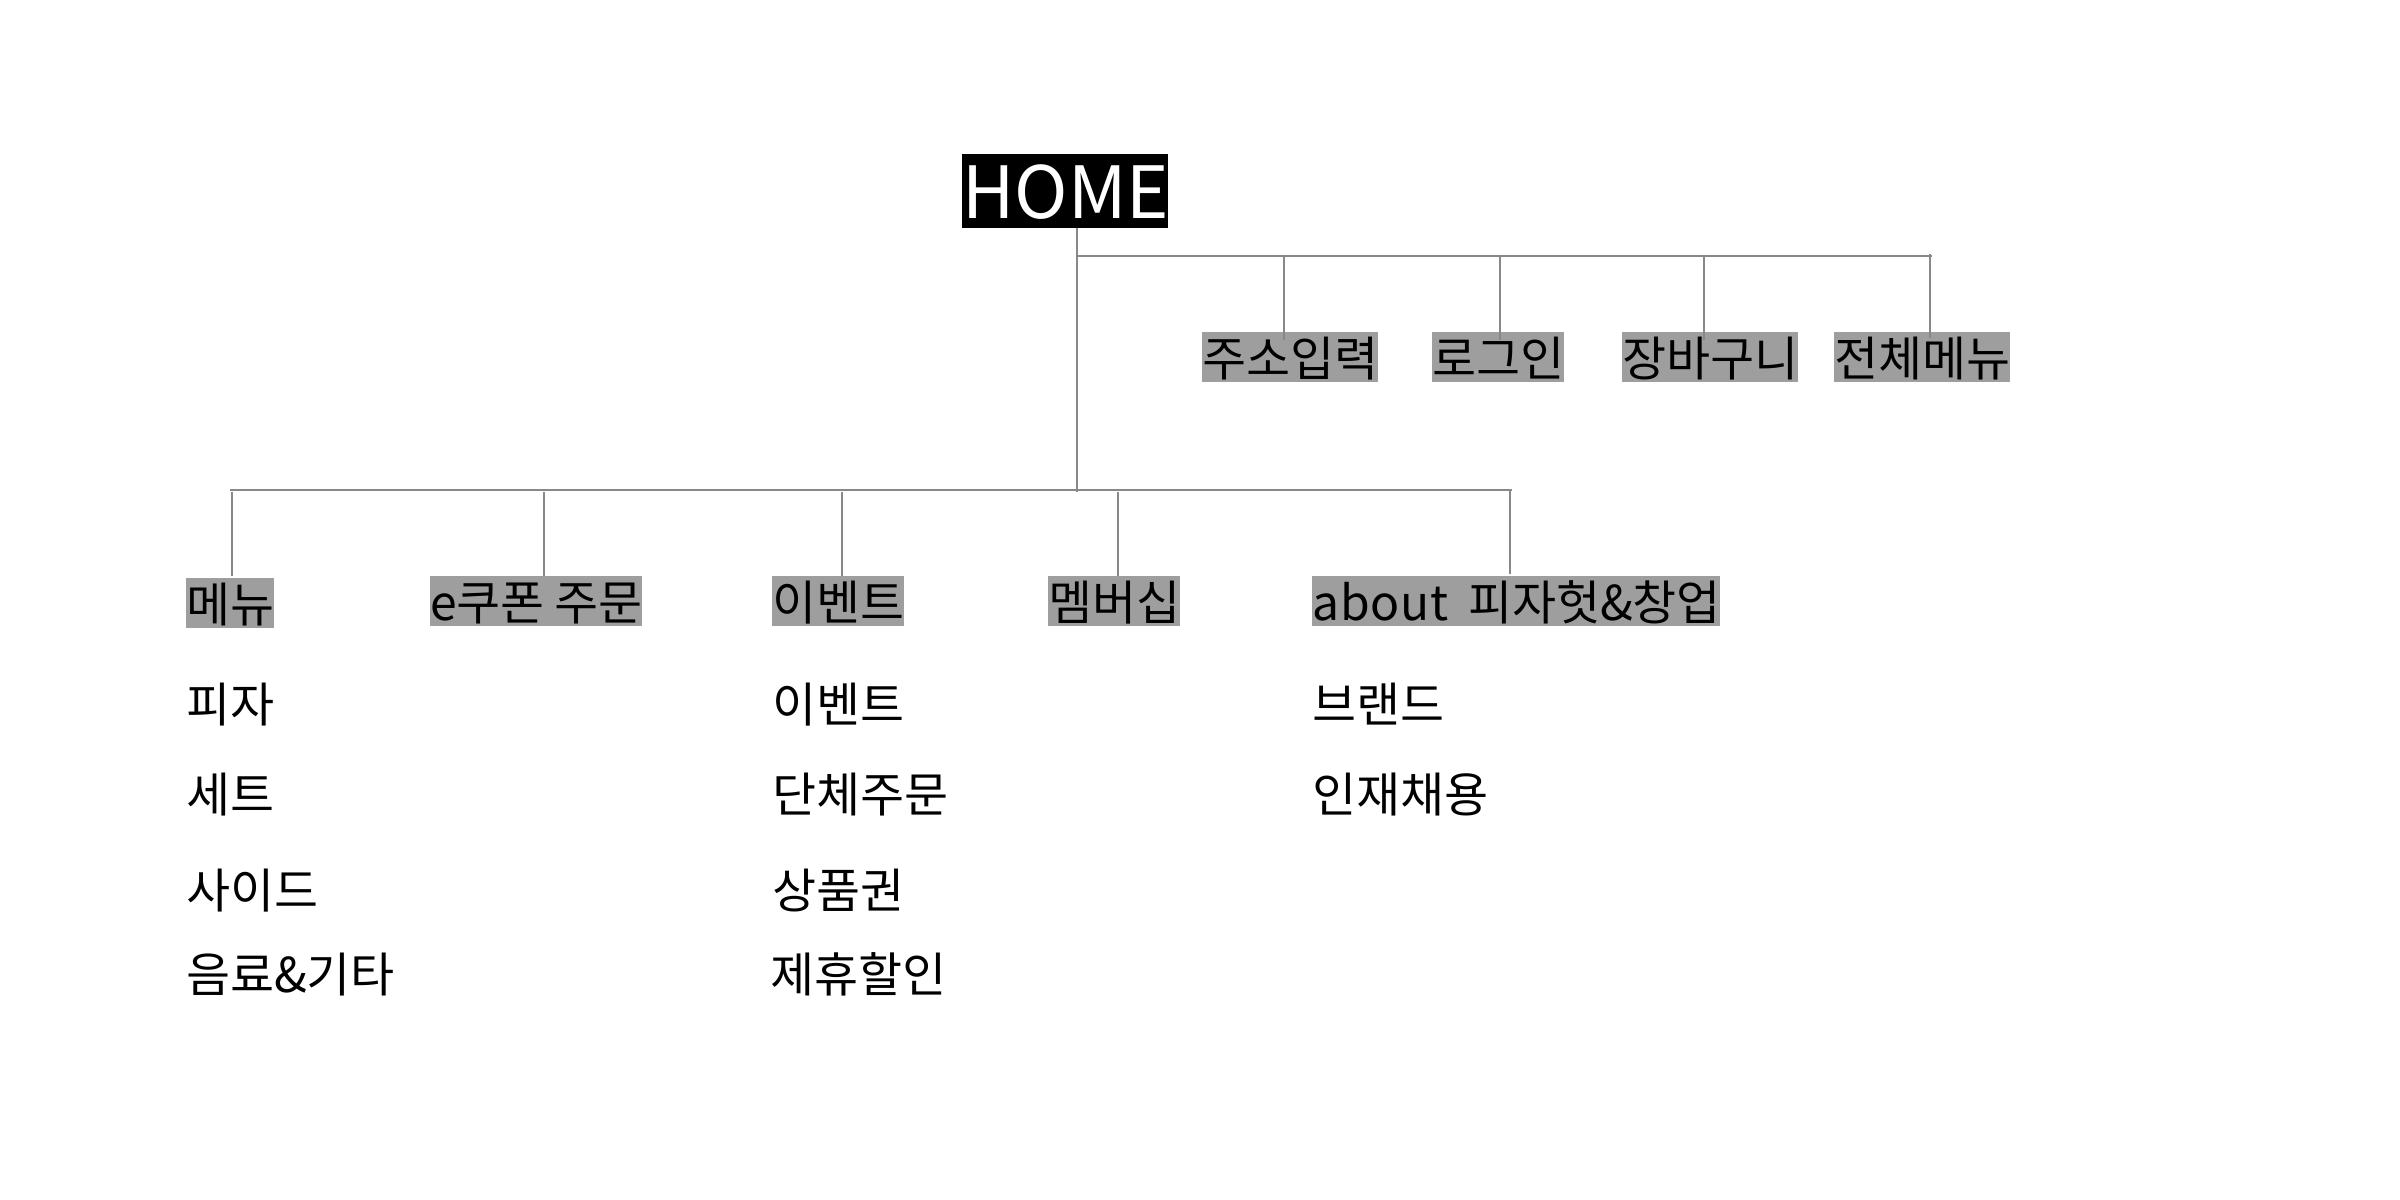 HOME
주소입력 로그인 장바구니 전체메뉴
메뉴 e쿠폰 주문 이벤트 멤버십 about 피자헛&창업
피자 이벤트 브랜드
세트 단체주문 인재채용
사이드 상품권
음료&기타 제휴할인